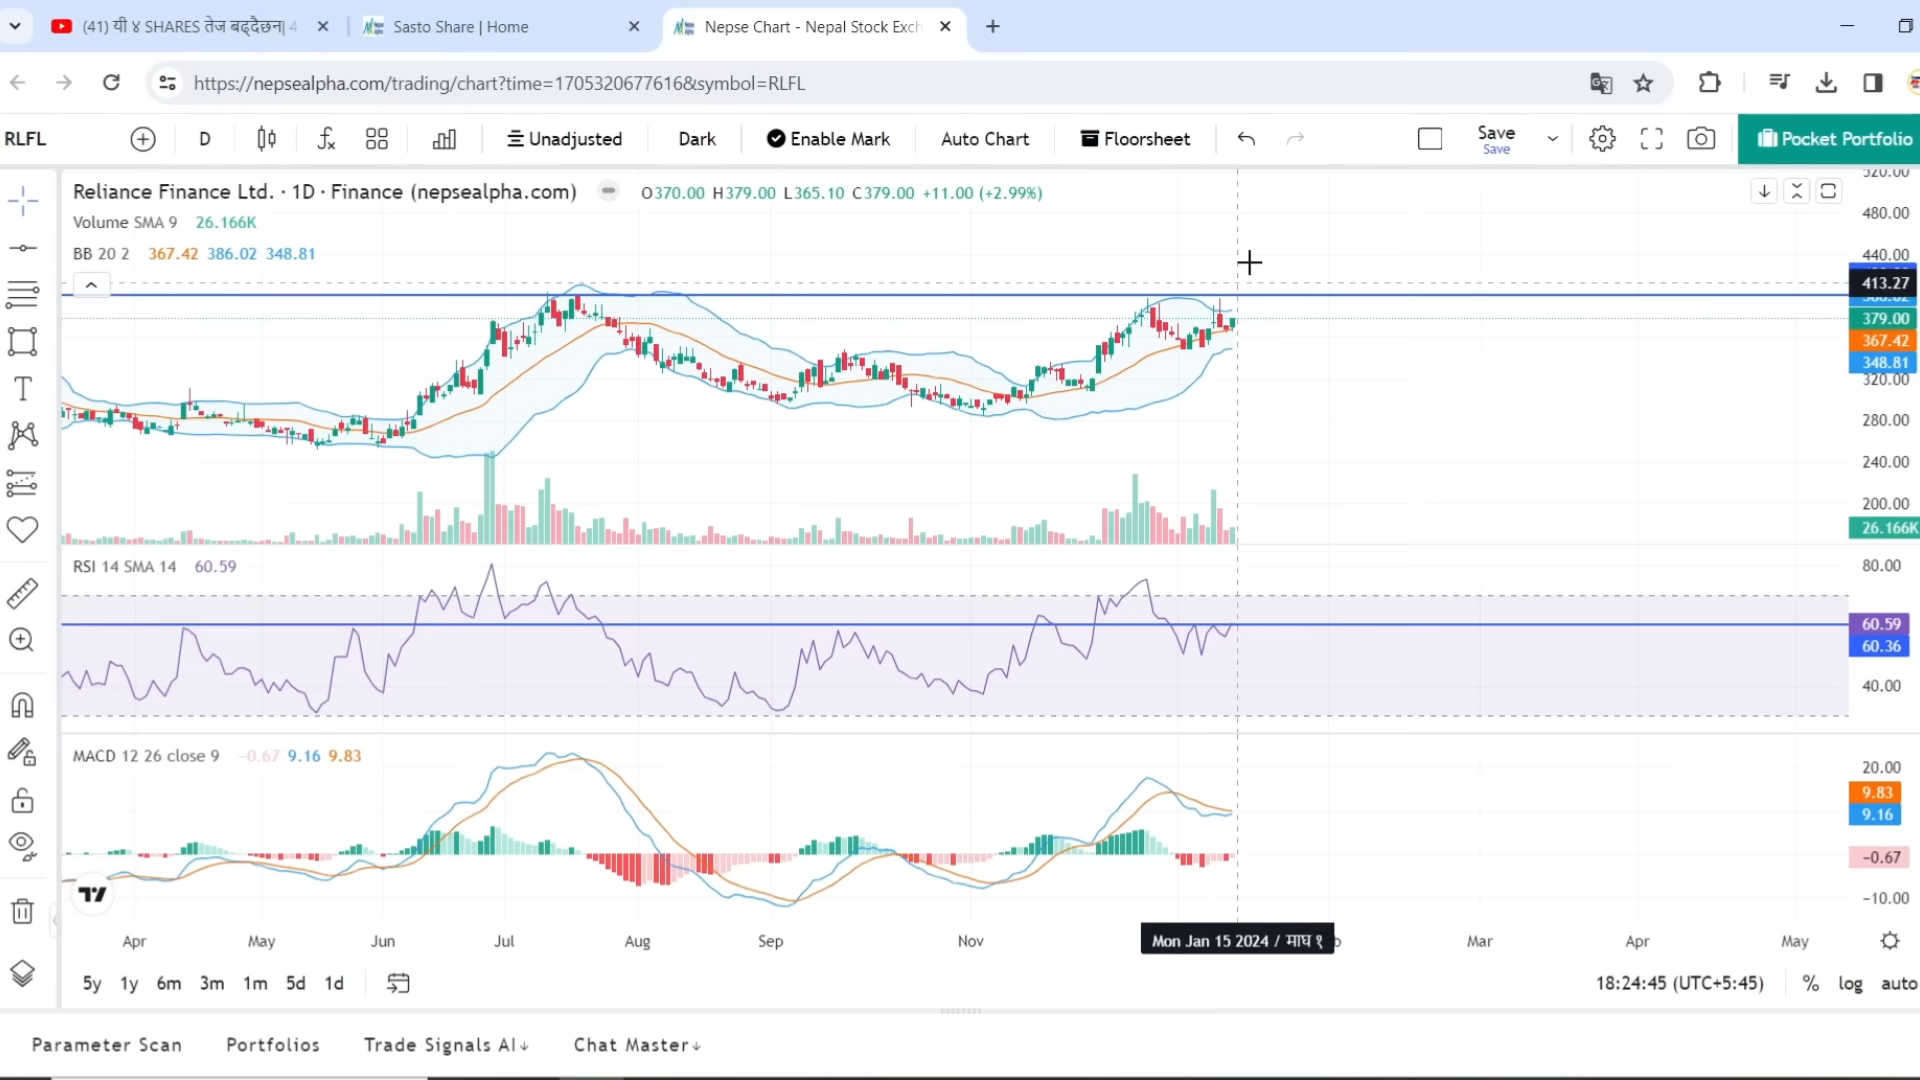 (41) यी ४ SHARES तेज बढ्दैछन्| 4
Sasto Share | Home
Nepse Chart - Nepal Stock Exch
https://nepsealpha.com/trading/chart?time=1705320677616&symbol=RLFL
RLFL D Unadjusted Dark Enable Mark Auto Chart Floorsheet Save Save Pocket Portfolio
Reliance Finance Ltd. · 1D · Finance (nepsealpha.com) O370.00 H379.00 L365.10 C379.00 +11.00 (+2.99%)
Volume SMA 9 26.166K
BB 20 2 367.42 386.02 348.81
520.00
480.00
440.00
413.27
386.02
379.00
367.42
348.81
320.00
280.00
240.00
200.00
26.166K
RSI 14 SMA 14 60.59
80.00
60.59
60.36
40.00
MACD 12 26 close 9 −0.67 9.16 9.83
20.00
9.83
9.16
−0.67
−10.00
Apr May Jun Jul Aug Sep Nov Mon Jan 15 2024 / माघ १ b Mar Apr May
5y 1y 6m 3m 1m 5d 1d 18:24:45 (UTC+5:45) % log auto
Parameter Scan Portfolios Trade Signals AI↓ Chat Master↓